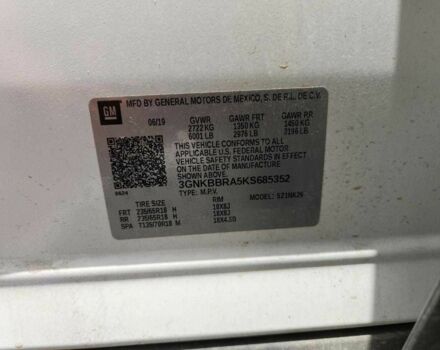 GM
MFD BY GENERAL MOTORS DE MEXICO, S. DE R.L. DE C.V.
06/19 GVWR GAWR FRT GAWR RR
2722 KG 1350 KG 1450 KG
6001 LB 2976 LB 3196 LB
THIS VEHICLE CONFORMS TO ALL
APPLICABLE U.S. FEDERAL MOTOR
VEHICLE SAFETY STANDARDS IN
EFFECT ON THE DATE OF MANUFACTURE
SHOWN ABOVE.
3GNKBBRA5KS685352
TYPE: M.P.V. MODEL: 521NK26
TIRE SIZE RIM
FRT 235/65R18 H 18X8J
RR 235/65R18 H 18X8J
SPA T135/70R18 M 18X4.5B